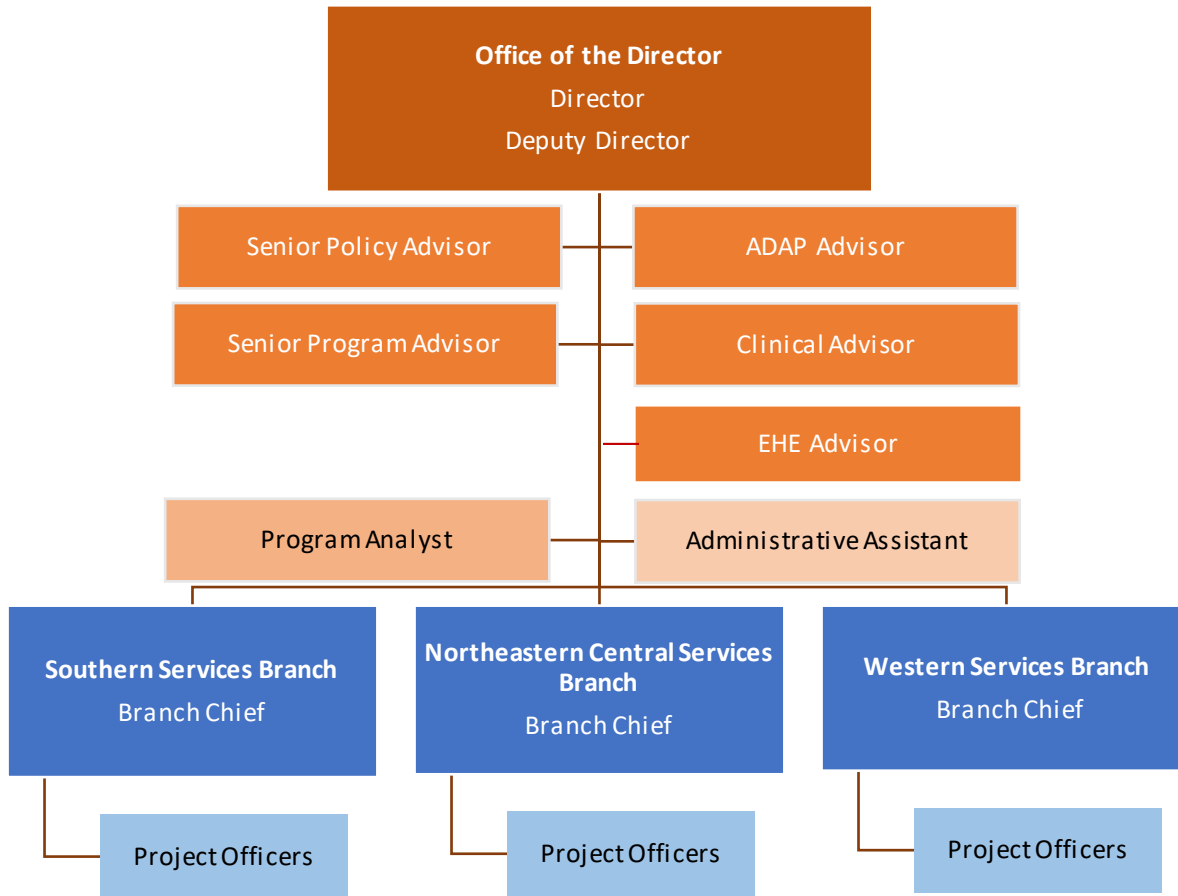 Office of the Director
Director
Deputy Director
Senior Policy Advisor
ADAP Advisor
Senior Program Advisor
Clinical Advisor
EHE Advisor
Program Analyst
Administrative Assistant
Southern Services Branch
Branch Chief
Northeastern Central Services
Branch
Branch Chief
Western Services Branch
Branch Chief
Project Officers
Project Officers
Project Officers